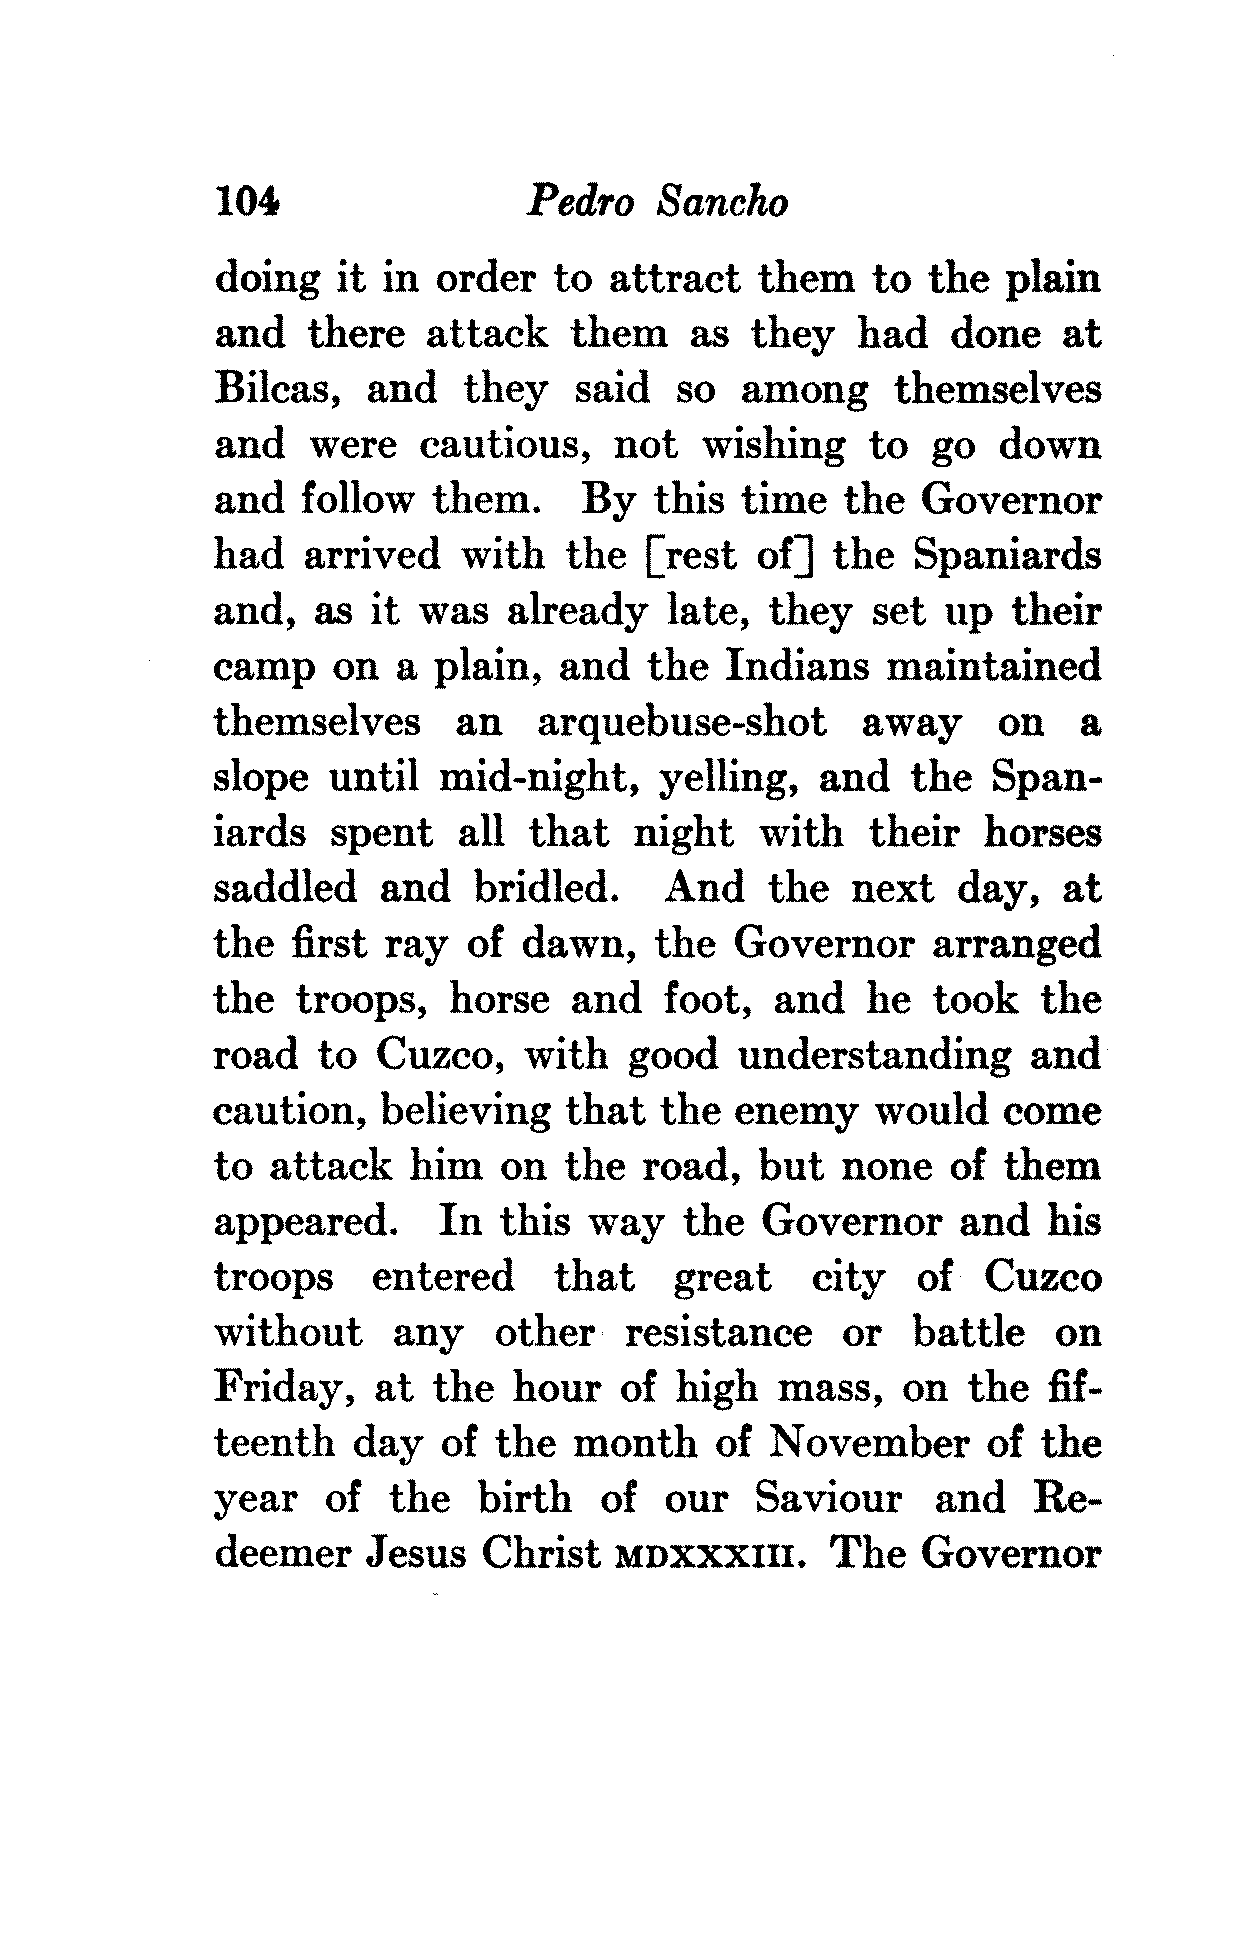 104 Pedro Sancho
doing it in order to attract them to the plain
and there attack them as they had done at
Bilcas, and they said so among themselves
and were cautious, not wishing to go down
and follow them. By this time the Governor
had arrived with the [rest of] the Spaniards
and, as it was already late, they set up their
camp on a plain, and the Indians maintained
themselves an arquebuse-shot away on a
slope until mid-night, yelling, and the Span-
iards spent all that night with their horses
saddled and bridled. And the next day, at
the first ray of dawn, the Governor arranged
the troops, horse and foot, and he took the
road to Cuzco, with good understanding and
caution, believing that the enemy would come
to attack him on the road, but none of them
appeared. In this way the Governor and his
troops entered that great city of Cuzco
without any other resistance or battle on
Friday, at the hour of high mass, on the fif-
teenth day of the month of November of the
year of the birth of our Saviour and Re-
deemer Jesus Christ MDXXXIII. The Governor